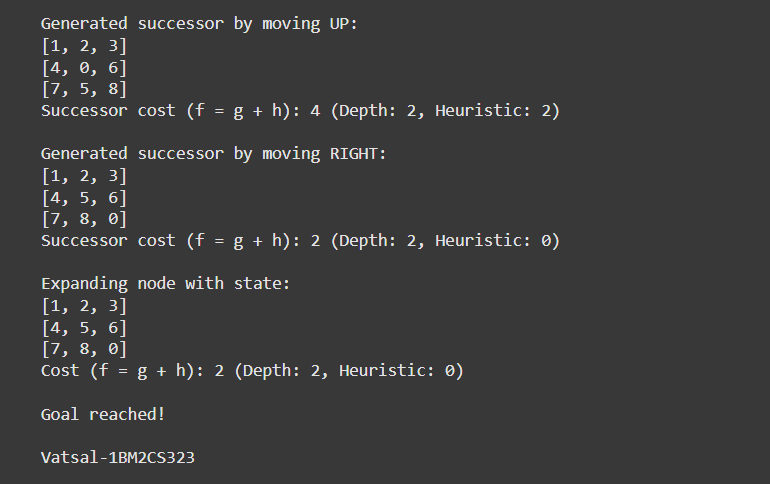 Generated successor by moving UP:
[1, 2, 3]
[4, 0, 6]
[7, 5, 8]
Successor cost (f = g + h): 4 (Depth: 2, Heuristic: 2)
Generated successor by moving RIGHT:
[1, 2, 3]
[4, 5, 6]
[7, 8, 0]
Successor cost (f = g + h): 2 (Depth: 2, Heuristic: 0)
Expanding node with state:
[1, 2, 3]
[4, 5, 6]
[7, 8, 0]
Cost (f = g + h): 2 (Depth: 2, Heuristic: 0)
Goal reached!
Vatsal-1BM2CS323